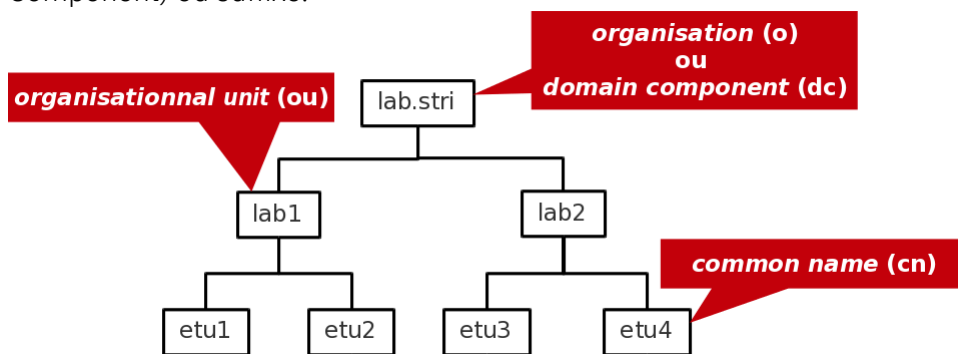 organisation (o)
ou
domain component (dc)
organisationnal unit (ou)
lab.stri
lab1
lab2
common name (cn)
etu1
etu2
etu3
etu4